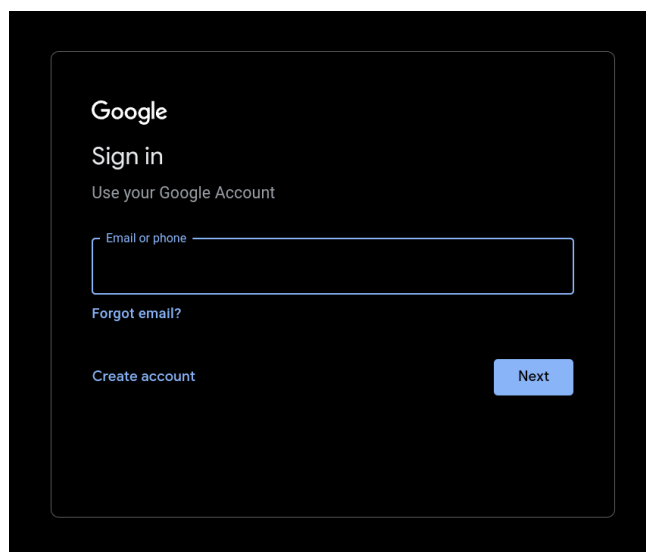 Google
Sign in
Use your Google Account
Email or phone
Forgot email?
Create account
Next